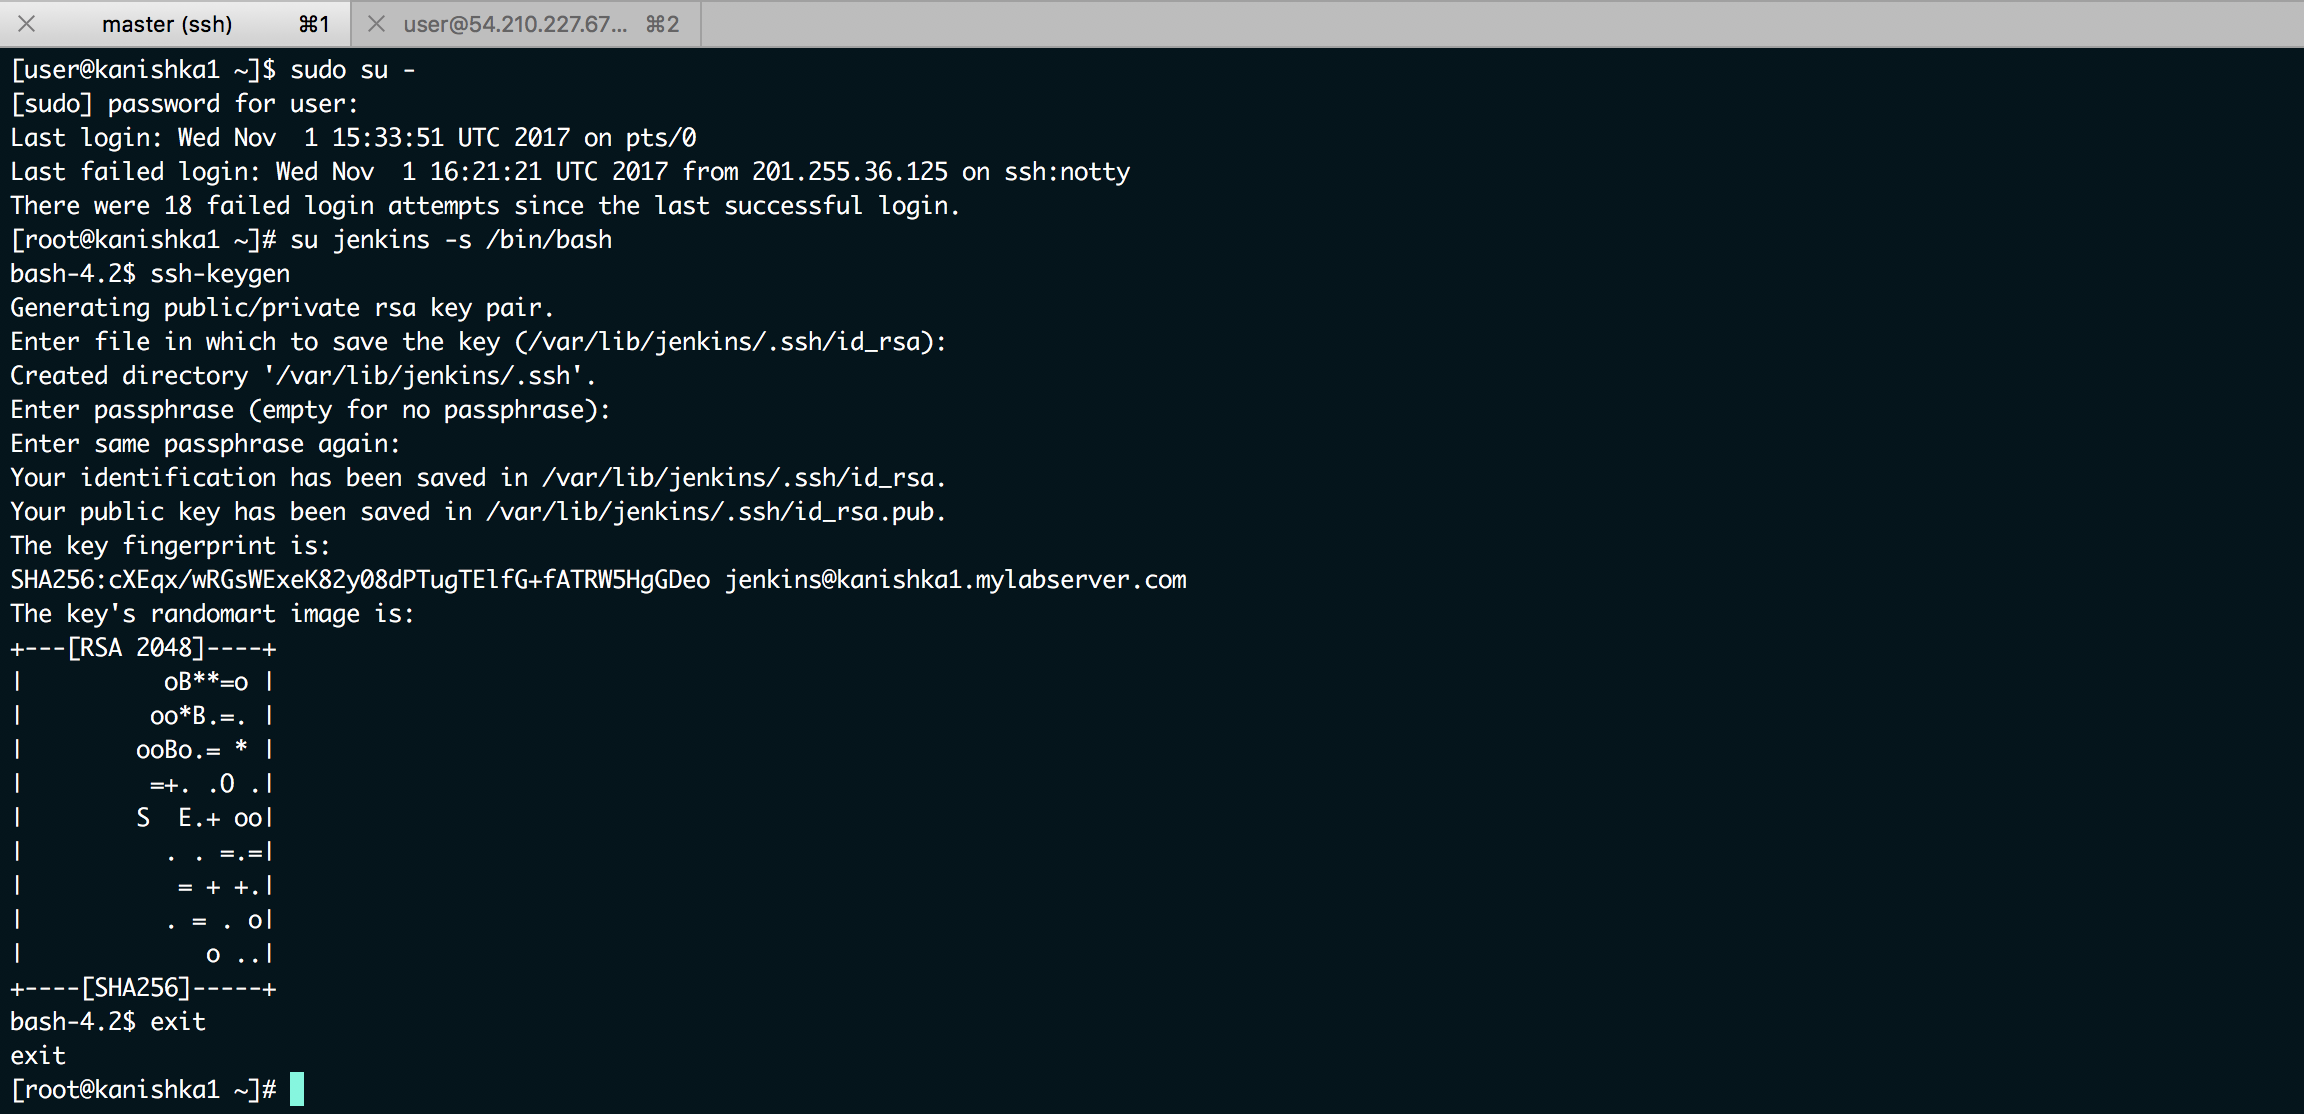 master (ssh) ⌘1 user@54.210.227.67... ⌘2
[user@kanishka1 ~]$ sudo su -
[sudo] password for user:
Last login: Wed Nov  1 15:33:51 UTC 2017 on pts/0
Last failed login: Wed Nov  1 16:21:21 UTC 2017 from 201.255.36.125 on ssh:notty
There were 18 failed login attempts since the last successful login.
[root@kanishka1 ~]# su jenkins -s /bin/bash
bash-4.2$ ssh-keygen
Generating public/private rsa key pair.
Enter file in which to save the key (/var/lib/jenkins/.ssh/id_rsa):
Created directory '/var/lib/jenkins/.ssh'.
Enter passphrase (empty for no passphrase):
Enter same passphrase again:
Your identification has been saved in /var/lib/jenkins/.ssh/id_rsa.
Your public key has been saved in /var/lib/jenkins/.ssh/id_rsa.pub.
The key fingerprint is:
SHA256:cXEqx/wRGsWExeK82y08dPTugTElfG+fATRW5HgGDeo jenkins@kanishka1.mylabserver.com
The key's randomart image is:
+---[RSA 2048]----+
|          oB**=o |
|         oo*B.=. |
|        ooBo.= * |
|         =+. .O .|
|        S  E.+ oo|
|          . . =.=|
|           = + +.|
|          . = . o|
|             o ..|
+----[SHA256]-----+
bash-4.2$ exit
exit
[root@kanishka1 ~]#